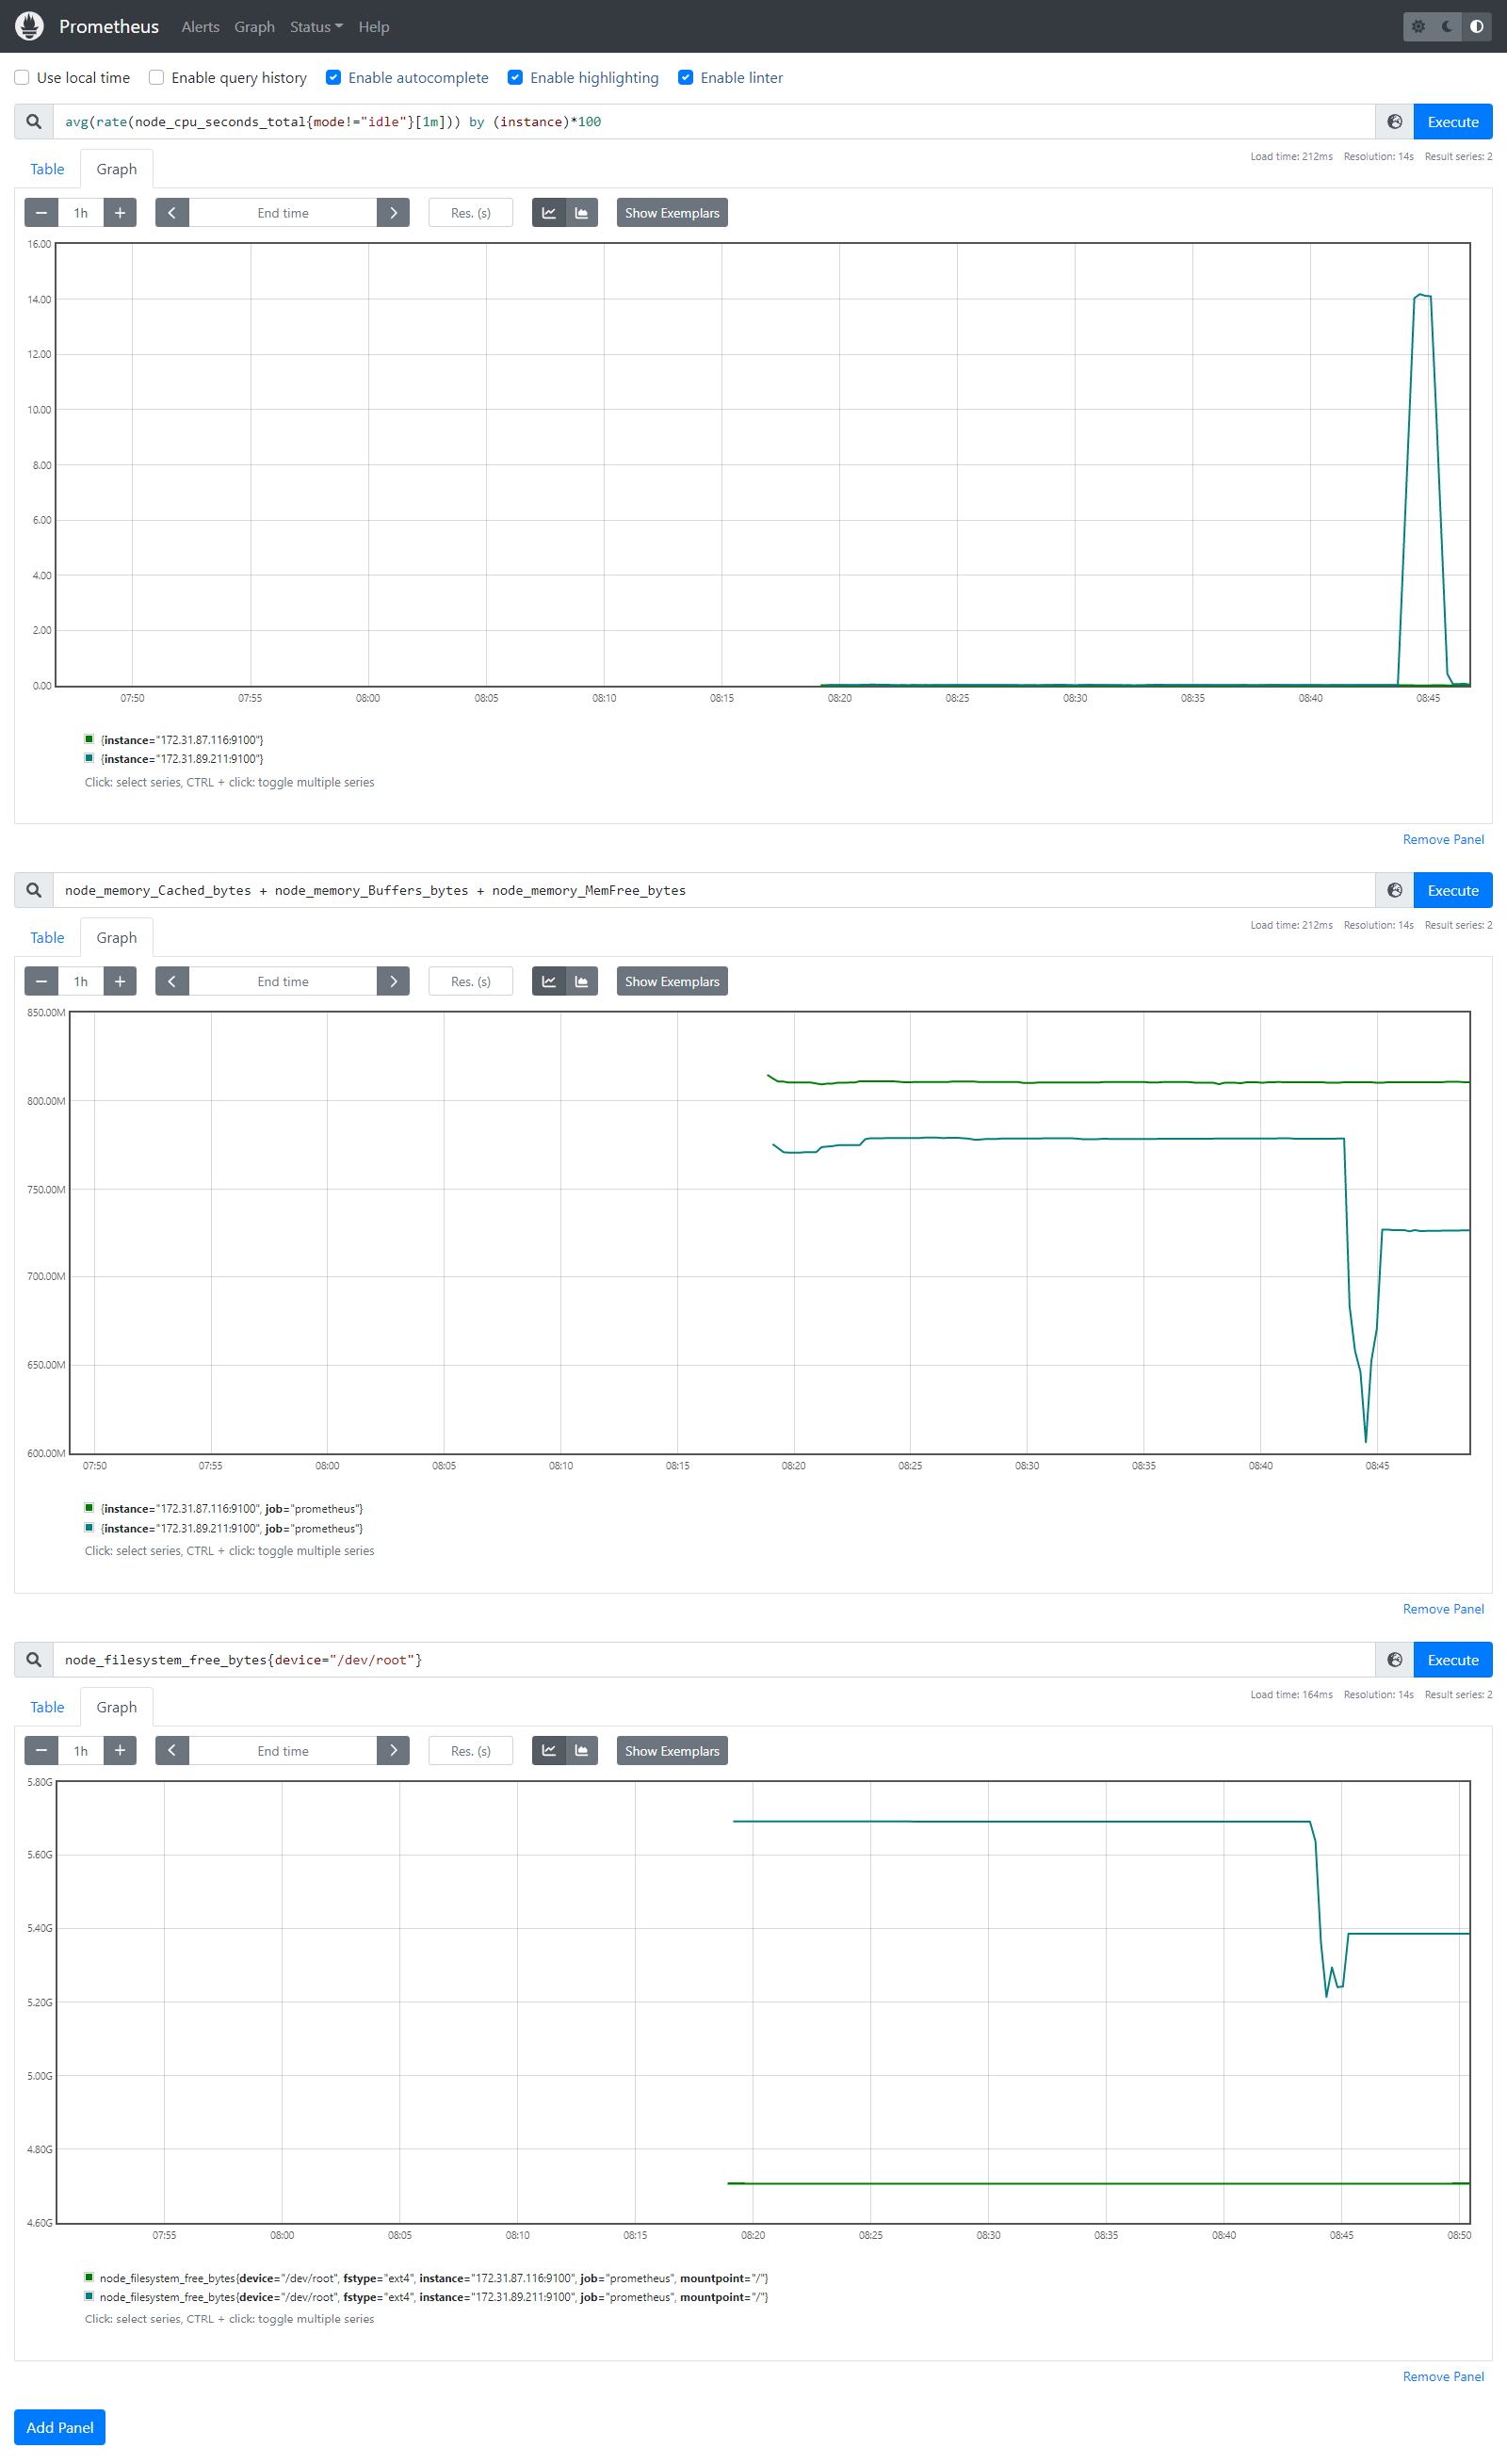 Prometheus Alerts Graph Status Help
Use local time Enable query history Enable autocomplete Enable highlighting Enable linter
avg(rate(node_cpu_seconds_total{mode!="idle"}[1m])) by (instance)*100 Execute
Load time: 212ms Resolution: 14s Result series: 2
Table Graph
1h End time Res. (s) Show Exemplars
16.00
14.00
12.00
10.00
8.00
6.00
4.00
2.00
0.00
07:50 07:55 08:00 08:05 08:10 08:15 08:20 08:25 08:30 08:35 08:40 08:45
{instance="172.31.87.116:9100"}
{instance="172.31.89.211:9100"}
Click: select series, CTRL + click: toggle multiple series
Remove Panel
node_memory_Cached_bytes + node_memory_Buffers_bytes + node_memory_MemFree_bytes Execute
Load time: 212ms Resolution: 14s Result series: 2
Table Graph
1h End time Res. (s) Show Exemplars
850.00M
800.00M
750.00M
700.00M
650.00M
600.00M
07:50 07:55 08:00 08:05 08:10 08:15 08:20 08:25 08:30 08:35 08:40 08:45
{instance="172.31.87.116:9100", job="prometheus"}
{instance="172.31.89.211:9100", job="prometheus"}
Click: select series, CTRL + click: toggle multiple series
Remove Panel
node_filesystem_free_bytes{device="/dev/root"} Execute
Load time: 164ms Resolution: 14s Result series: 2
Table Graph
1h End time Res. (s) Show Exemplars
5.80G
5.60G
5.40G
5.20G
5.00G
4.80G
4.60G
07:55 08:00 08:05 08:10 08:15 08:20 08:25 08:30 08:35 08:40 08:45 08:50
node_filesystem_free_bytes{device="/dev/root", fstype="ext4", instance="172.31.87.116:9100", job="prometheus", mountpoint="/"}
node_filesystem_free_bytes{device="/dev/root", fstype="ext4", instance="172.31.89.211:9100", job="prometheus", mountpoint="/"}
Click: select series, CTRL + click: toggle multiple series
Remove Panel
Add Panel